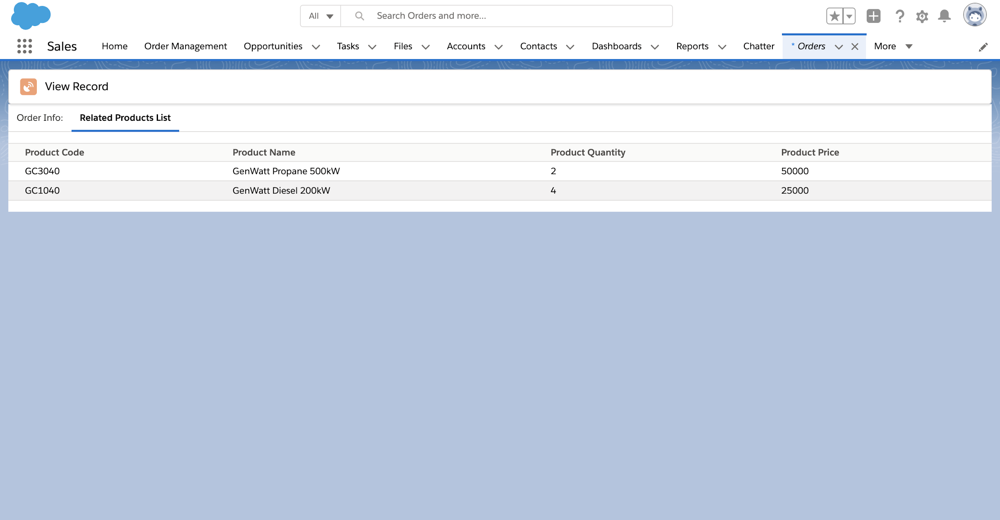 All
Search Orders and more...
Sales Home Order Management Opportunities Tasks Files Accounts Contacts Dashboards Reports Chatter * Orders More
View Record
Order Info: Related Products List
Product Code Product Name Product Quantity Product Price
GC3040 GenWatt Propane 500kW 2 50000
GC1040 GenWatt Diesel 200kW 4 25000